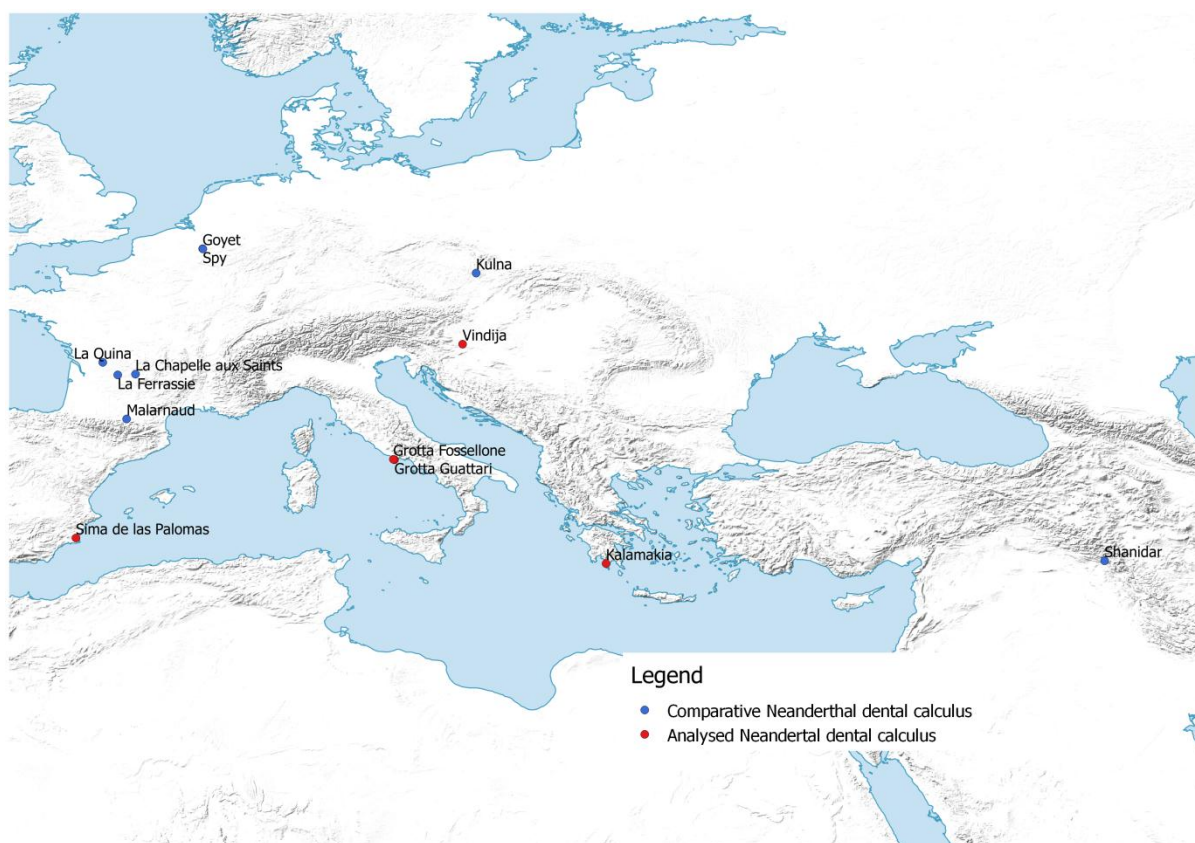 Goyet
Spy
Kulna
Vindija
La Quina
La Chapelle aux Saints
La Ferrassie
Malarnaud
Grotta Fossellone
Grotta Guattari
Sima de las Palomas
Kalamakia
Shanidar
Legend
Comparative Neanderthal dental calculus
Analysed Neandertal dental calculus